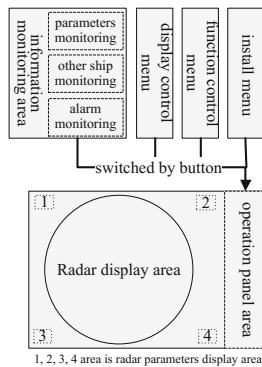 information
monitoring area
parameters
monitoring
other ship
monitoring
alarm
monitoring
display control
menu
function control
menu
install menu
switched by button
1
2
Radar display area
3
4
operation panel area
1, 2, 3, 4 area is radar parameters display area